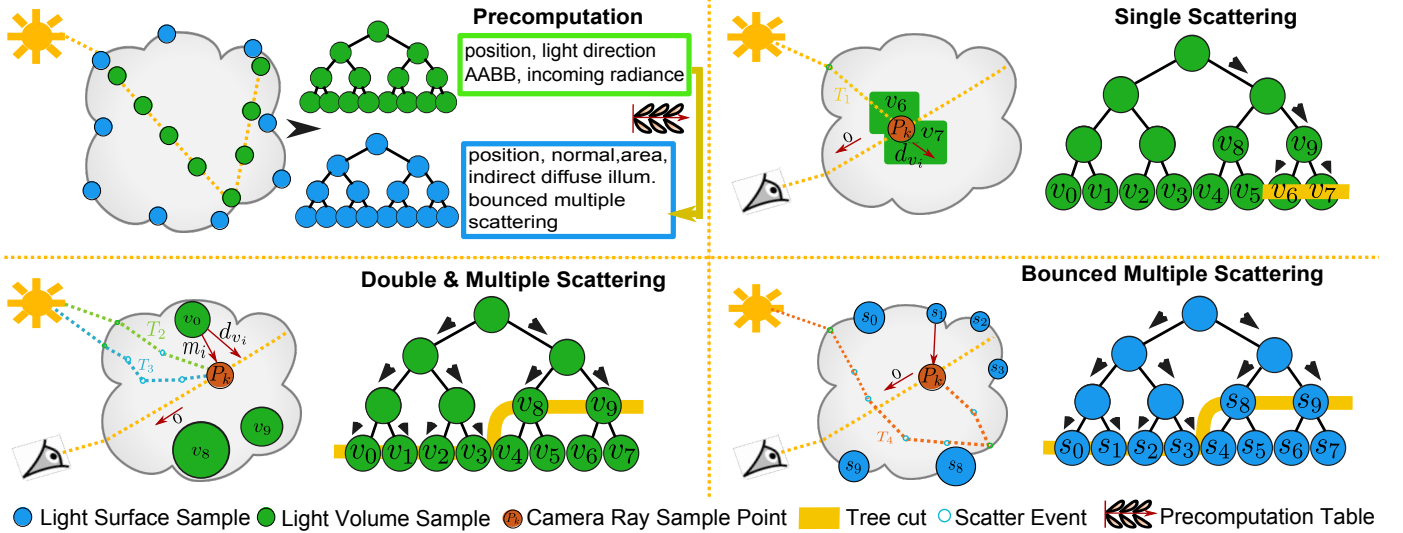 Precomputation
position, light direction
AABB, incoming radiance
position, normal,area,
indirect diffuse illum.
bounced multiple
scattering
Single Scattering
T1
v6
Pk
v7
o
dvi
v8 v9
v0 v1 v2 v3 v4 v5 v6 v7
Double & Multiple Scattering
v0
T2
dvi
mi
T3
Pk
o
v9
v8
v8 v9
v0 v1 v2 v3 v4 v5 v6 v7
Bounced Multiple Scattering
s0 s1 s2
s3
Pk
o
T4
s9 s8
s8 s9
s0 s1 s2 s3 s4 s5 s6 s7
Light Surface Sample Light Volume Sample Pk Camera Ray Sample Point Tree cut Scatter Event Precomputation Table